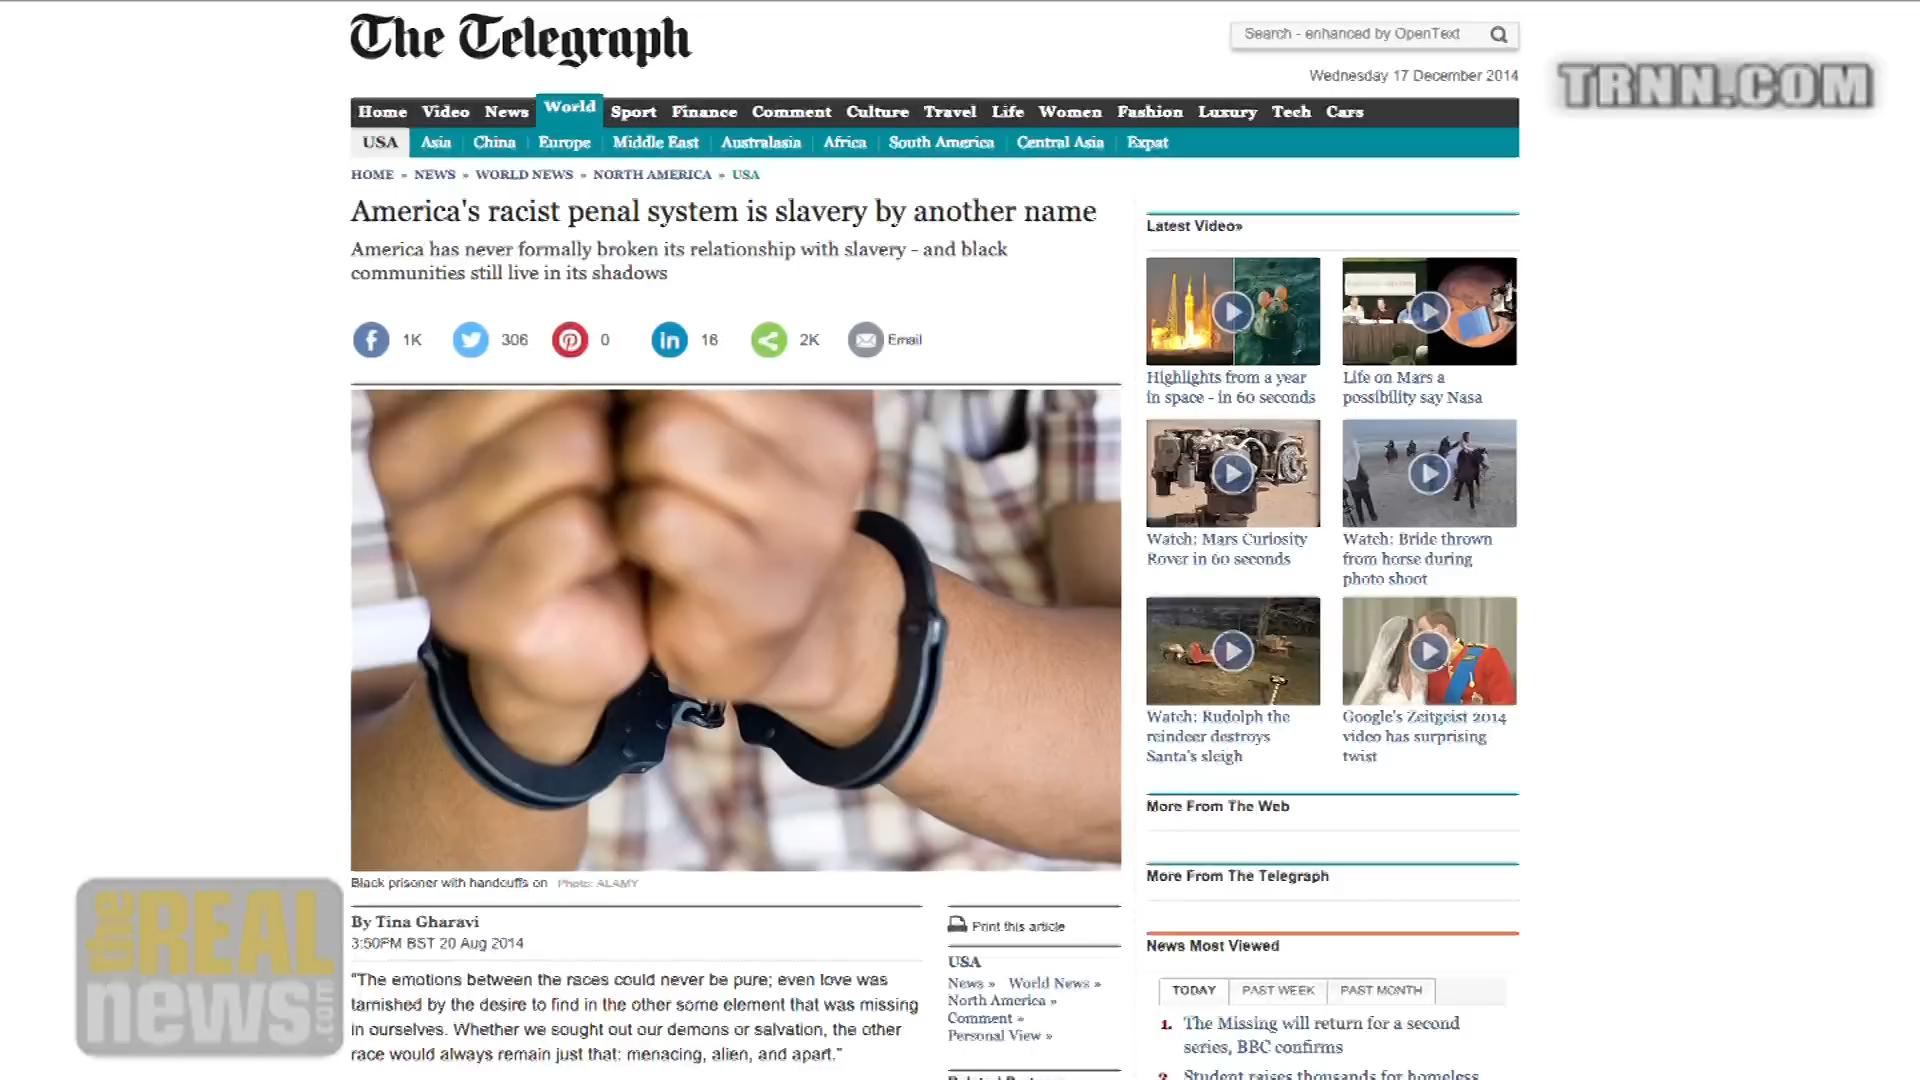 The Telegraph
Search - enhanced by OpenText
Wednesday 17 December 2014
TRNN.COM
Home Video News World Sport Finance Comment Culture Travel Life Women Fashion Luxury Tech Cars
USA Asia China Europe Middle East Australasia Africa South America Central Asia Expat
HOME » NEWS » WORLD NEWS » NORTH AMERICA » USA
America's racist penal system is slavery by another name
America has never formally broken its relationship with slavery - and black
communities still live in its shadows
1K 306 0 16 2K Email
Black prisoner with handcuffs on Photo: ALAMY
By Tina Gharavi
3:50PM BST 20 Aug 2014
"The emotions between the races could never be pure; even love was
tarnished by the desire to find in the other some element that was missing
in ourselves. Whether we sought out our demons or salvation, the other
race would always remain just that: menacing, alien, and apart."
Print this article
USA
News » World News »
North America »
Comment »
Personal View »
Latest Video»
Highlights from a year
in space - in 60 seconds
Life on Mars a
possibility say Nasa
Watch: Mars Curiosity
Rover in 60 seconds
Watch: Bride thrown
from horse during
photo shoot
Watch: Rudolph the
reindeer destroys
Santa's sleigh
Google's Zeitgeist 2014
video has surprising
twist
More From The Web
More From The Telegraph
News Most Viewed
TODAY PAST WEEK PAST MONTH
1. The Missing will return for a second
series, BBC confirms
2. Student raises thousands for homeless
the REAL
news.com